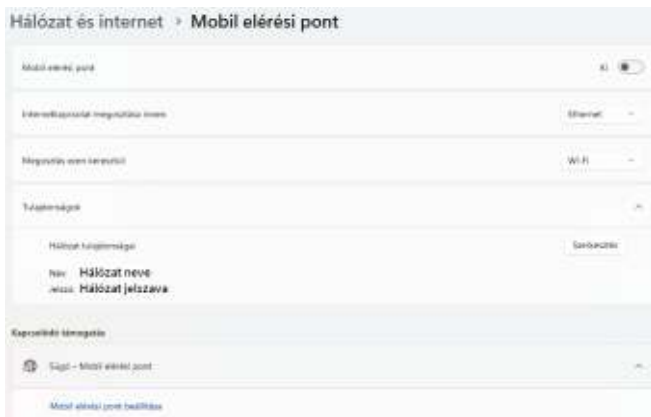 Hálózat és internet > Mobil elérési pont
Mobil elérési pont Ki
Internetkapcsolat megosztása innen Ethernet
Megosztás ezen keresztül Wi-Fi
Tulajdonságok
Hálózat tulajdonságai Szerkesztés
Név: Hálózat neve
Jelszó: Hálózat jelszava
Kapcsolódó támogatás
Súgó – Mobil elérési pont
Mobil elérési pont beállítása